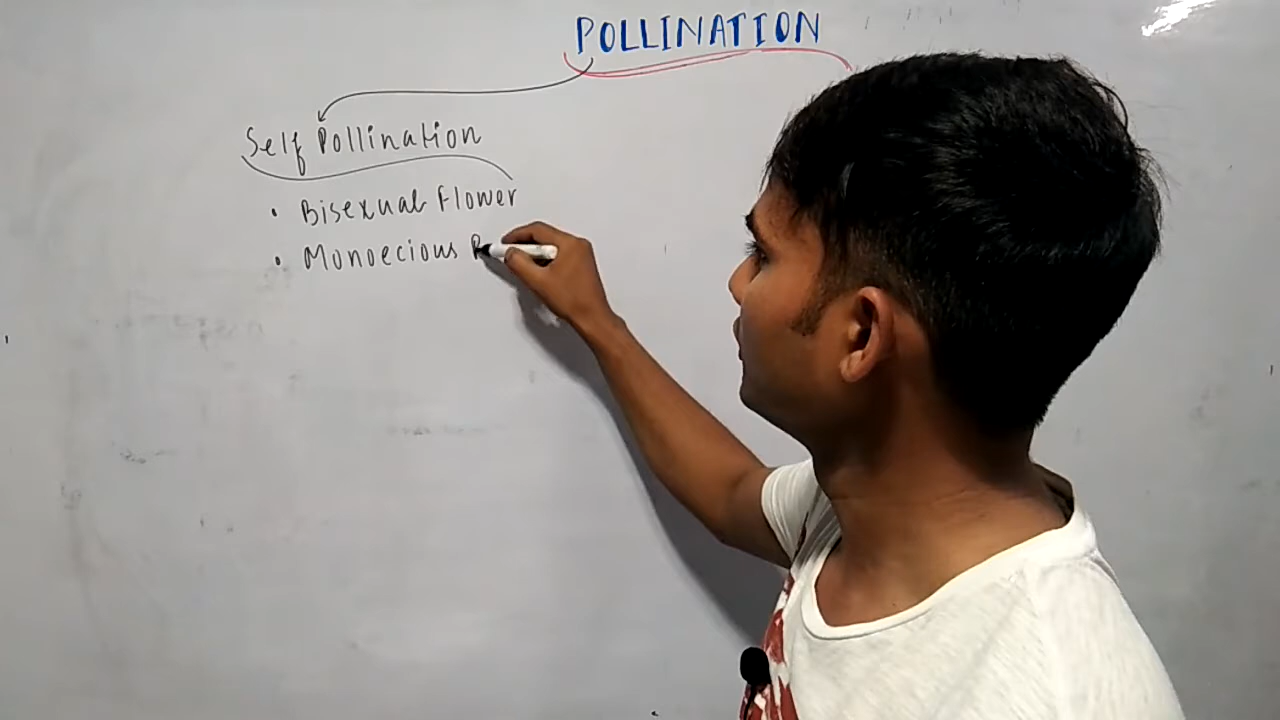 POLLINATION
Self Pollination
• Bisexual Flower
• Monoecious